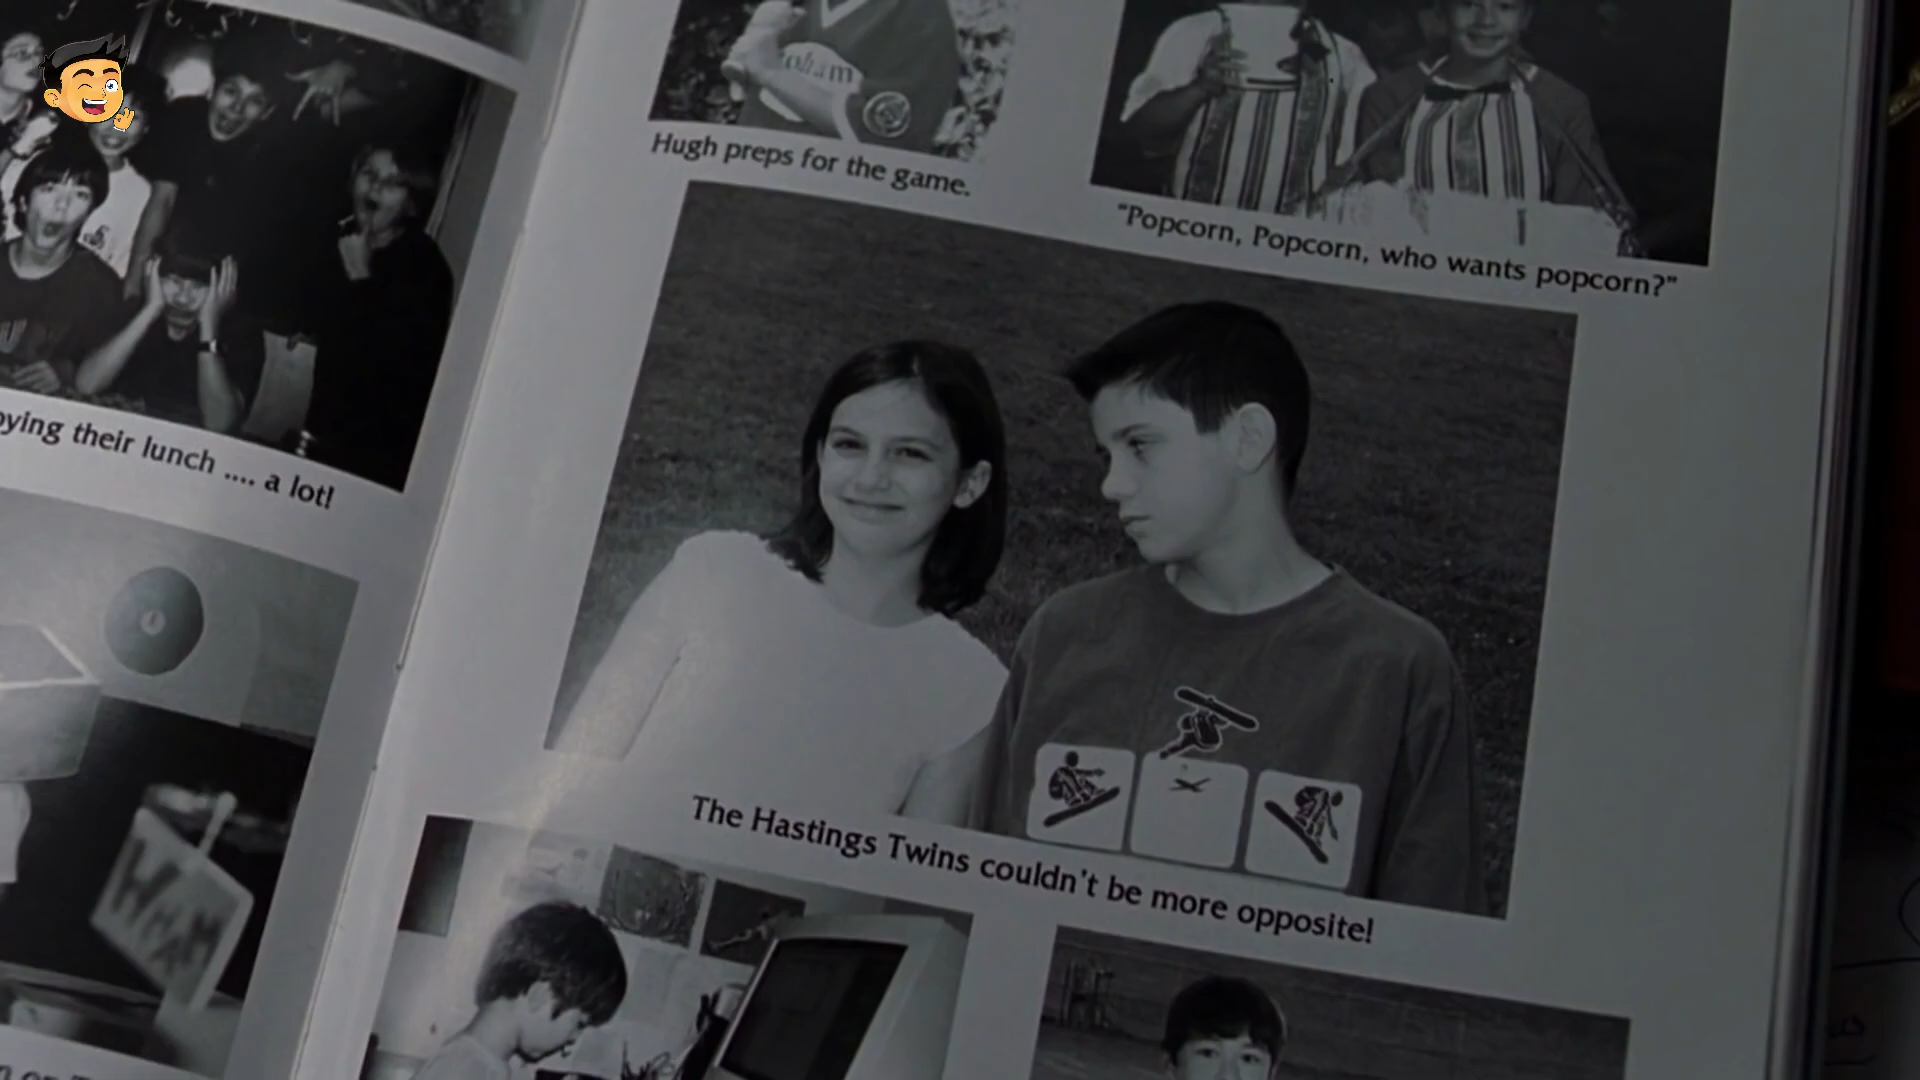 Hugh preps for the game.
"Popcorn, Popcorn, who wants popcorn?"
their lunch .... a lot!
The Hastings Twins couldn't be more opposite!
WHAM